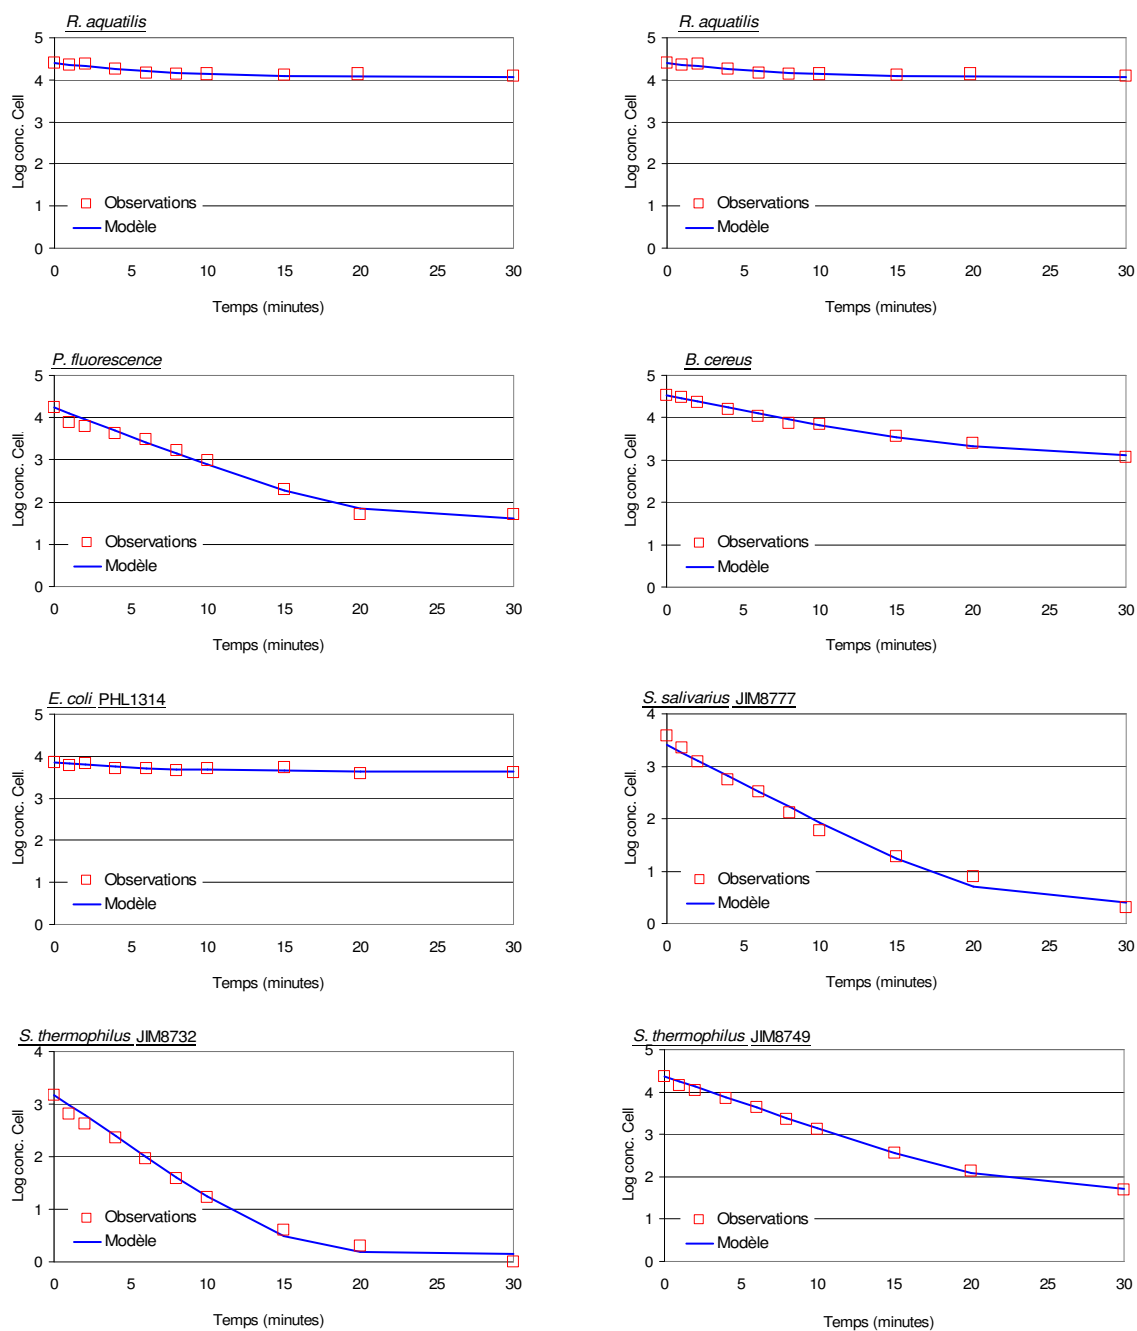 R. aquatilis
5
4
3
2
1
0
Log conc. Cell
Observations
Modèle
0 5 10 15 20 25 30
Temps (minutes)
R. aquatilis
5
4
3
2
1
0
Log conc. Cell
Observations
Modèle
0 5 10 15 20 25 30
Temps (minutes)
P. fluorescence
5
4
3
2
1
0
Log conc. Cell.
Observations
Modèle
0 5 10 15 20 25 30
Temps (minutes)
B. cereus
5
4
3
2
1
0
Log conc. Cell
Observations
Modèle
0 5 10 15 20 25 30
Temps (minutes)
E. coli PHL1314
5
4
3
2
1
0
Log conc. Cell.
Observations
Modèle
0 5 10 15 20 25 30
Temps (minutes)
S. salivarius JIM8777
4
3
2
1
0
Log conc. Cell.
Observations
Modèle
0 5 10 15 20 25 30
Temps (minutes)
S. thermophilus JIM8732
4
3
2
1
0
Log conc. Cell
Observations
Modèle
0 5 10 15 20 25 30
Temps (minutes)
S. thermophilus JIM8749
5
4
3
2
1
0
Log conc. Cell
Observations
Modèle
0 5 10 15 20 25 30
Temps (minutes)